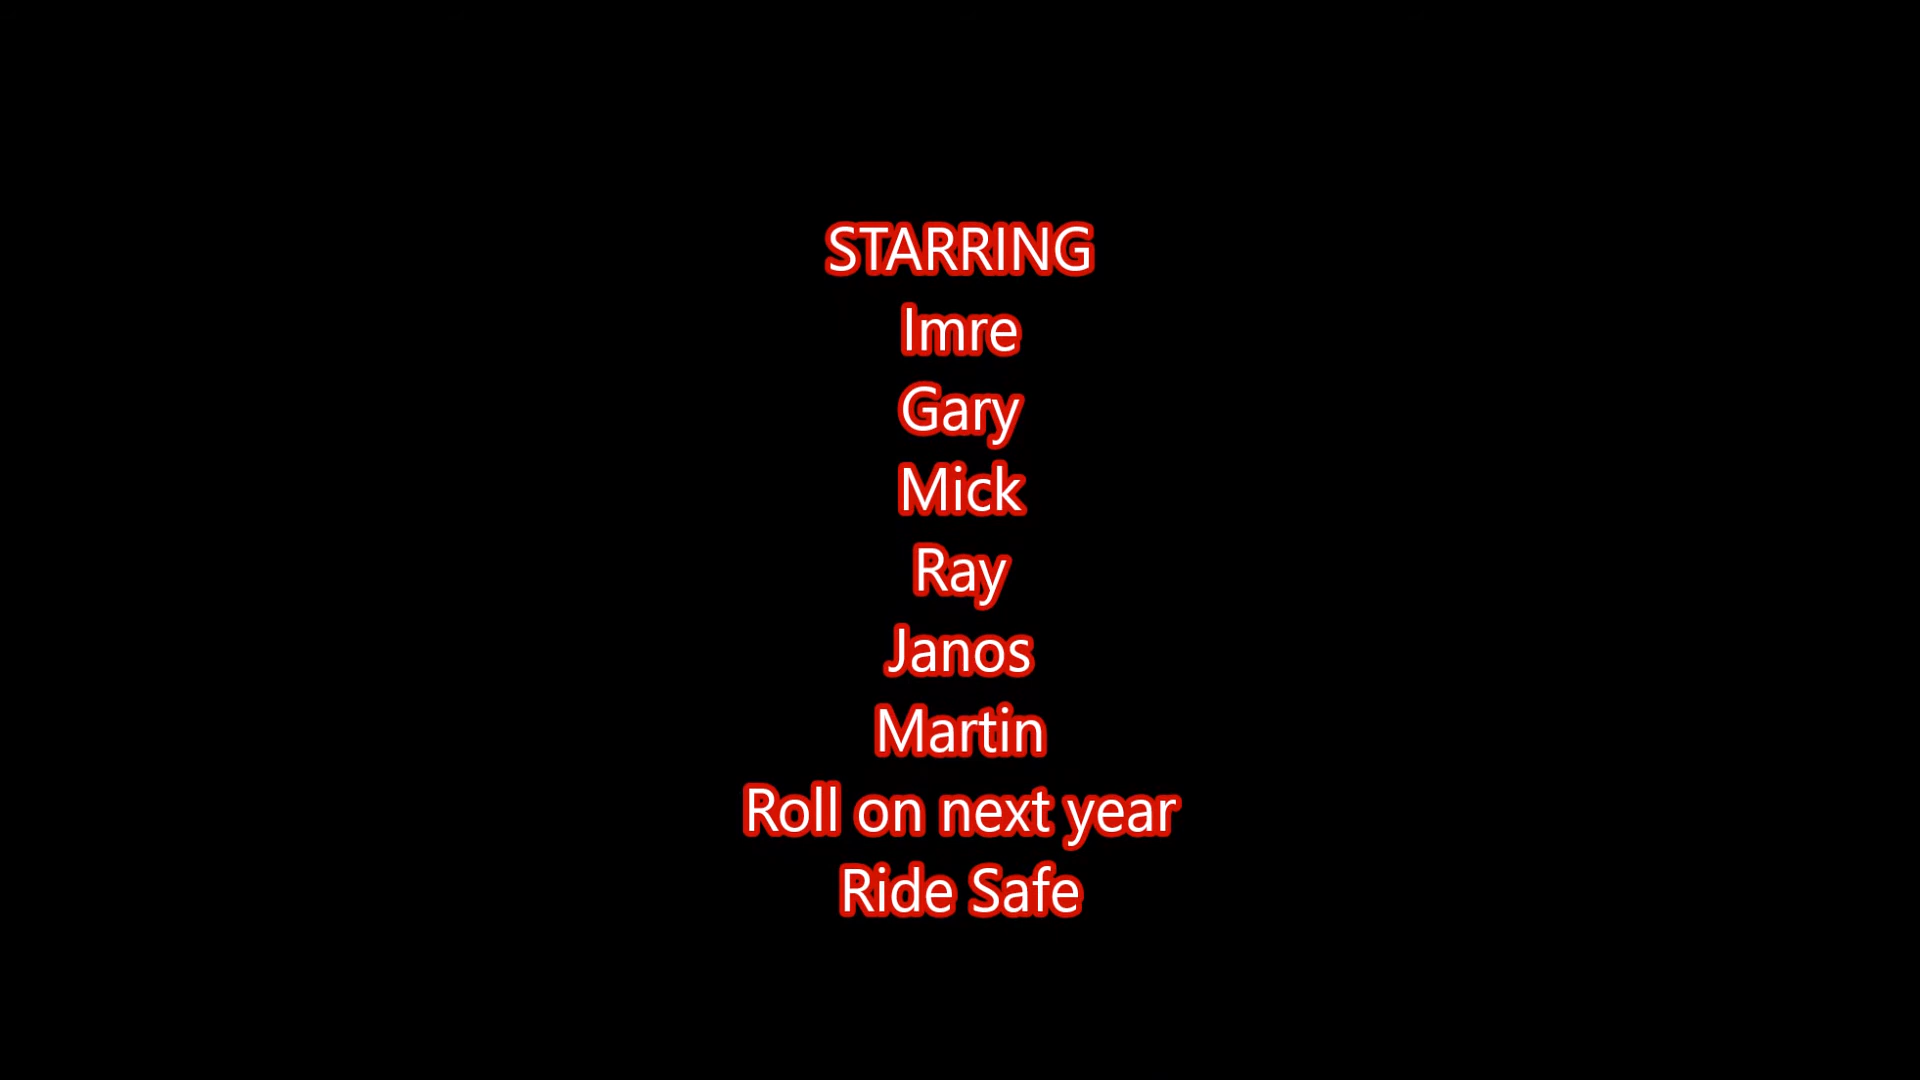 STARRING
Imre
Gary
Mick
Ray
Janos
Martin
Roll on next year
Ride Safe